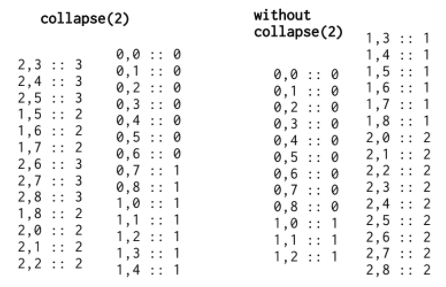 collapse(2)
2,3 :: 3
2,4 :: 3
2,5 :: 3
1,5 :: 2
1,6 :: 2
1,7 :: 2
2,6 :: 3
2,7 :: 3
2,8 :: 3
1,8 :: 2
2,0 :: 2
2,1 :: 2
2,2 :: 2
0,0 :: 0
0,1 :: 0
0,2 :: 0
0,3 :: 0
0,4 :: 0
0,5 :: 0
0,6 :: 0
0,7 :: 1
0,8 :: 1
1,0 :: 1
1,1 :: 1
1,2 :: 1
1,3 :: 1
1,4 :: 1
without
collapse(2)
0,0 :: 0
0,1 :: 0
0,2 :: 0
0,3 :: 0
0,4 :: 0
0,5 :: 0
0,6 :: 0
0,7 :: 0
0,8 :: 0
1,0 :: 1
1,1 :: 1
1,2 :: 1
1,3 :: 1
1,4 :: 1
1,5 :: 1
1,6 :: 1
1,7 :: 1
1,8 :: 1
2,0 :: 2
2,1 :: 2
2,2 :: 2
2,3 :: 2
2,4 :: 2
2,5 :: 2
2,6 :: 2
2,7 :: 2
2,8 :: 2